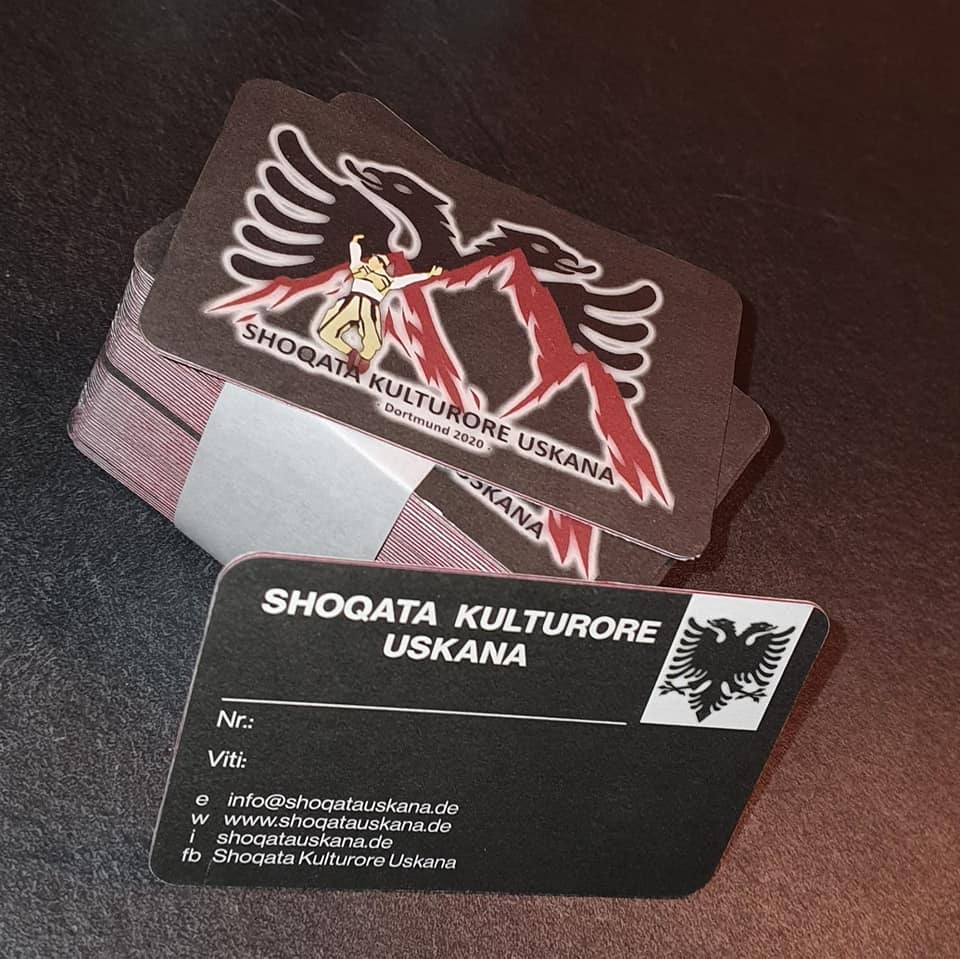 SHOQATA KULTURORE USKANA
- Dortmund 2020 -
USKANA
SHOQATA KULTURORE
USKANA
Nr.:
Viti:
e info@shoqatauskana.de
w www.shoqatauskana.de
i shoqatauskana.de
fb Shoqata Kulturore Uskana